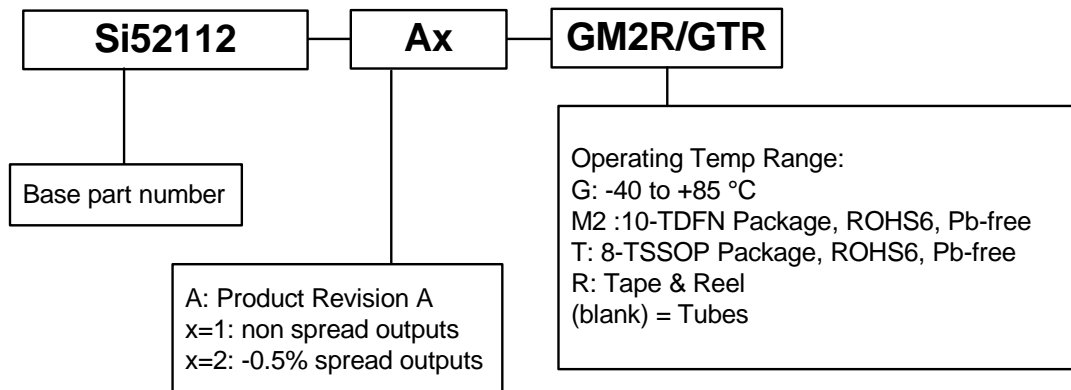 Si52112
Ax
GM2R/GTR
Base part number
Operating Temp Range:
G: -40 to +85 °C
M2 :10-TDFN Package, ROHS6, Pb-free
T: 8-TSSOP Package, ROHS6, Pb-free
R: Tape & Reel
(blank) = Tubes
A: Product Revision A
x=1: non spread outputs
x=2: -0.5% spread outputs